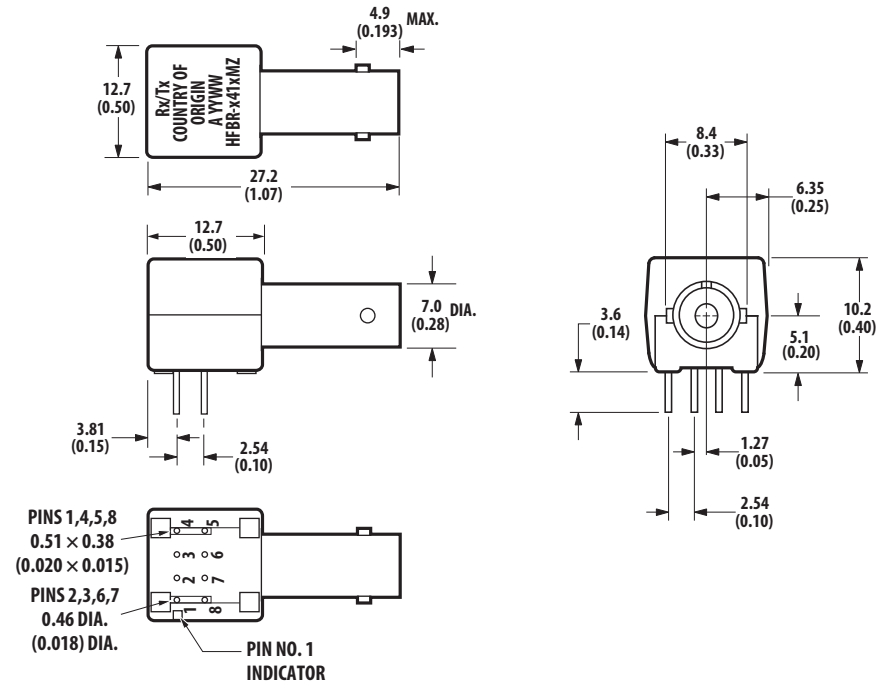 4.9
(0.193) MAX.
12.7
(0.50)
Rx/Tx
COUNTRY OF
ORIGIN
A YYWW
HFBR-x41xMZ
27.2
(1.07)
12.7
(0.50)
7.0
(0.28) DIA.
3.81
(0.15)
2.54
(0.10)
8.4
(0.33)
6.35
(0.25)
3.6
(0.14)
10.2
(0.40)
5.1
(0.20)
1.27
(0.05)
2.54
(0.10)
PINS 1,4,5,8
0.51 × 0.38
(0.020 × 0.015)
PINS 2,3,6,7
0.46 DIA.
(0.018) DIA.
4 5
3 6
2 7
1 8
PIN NO. 1
INDICATOR